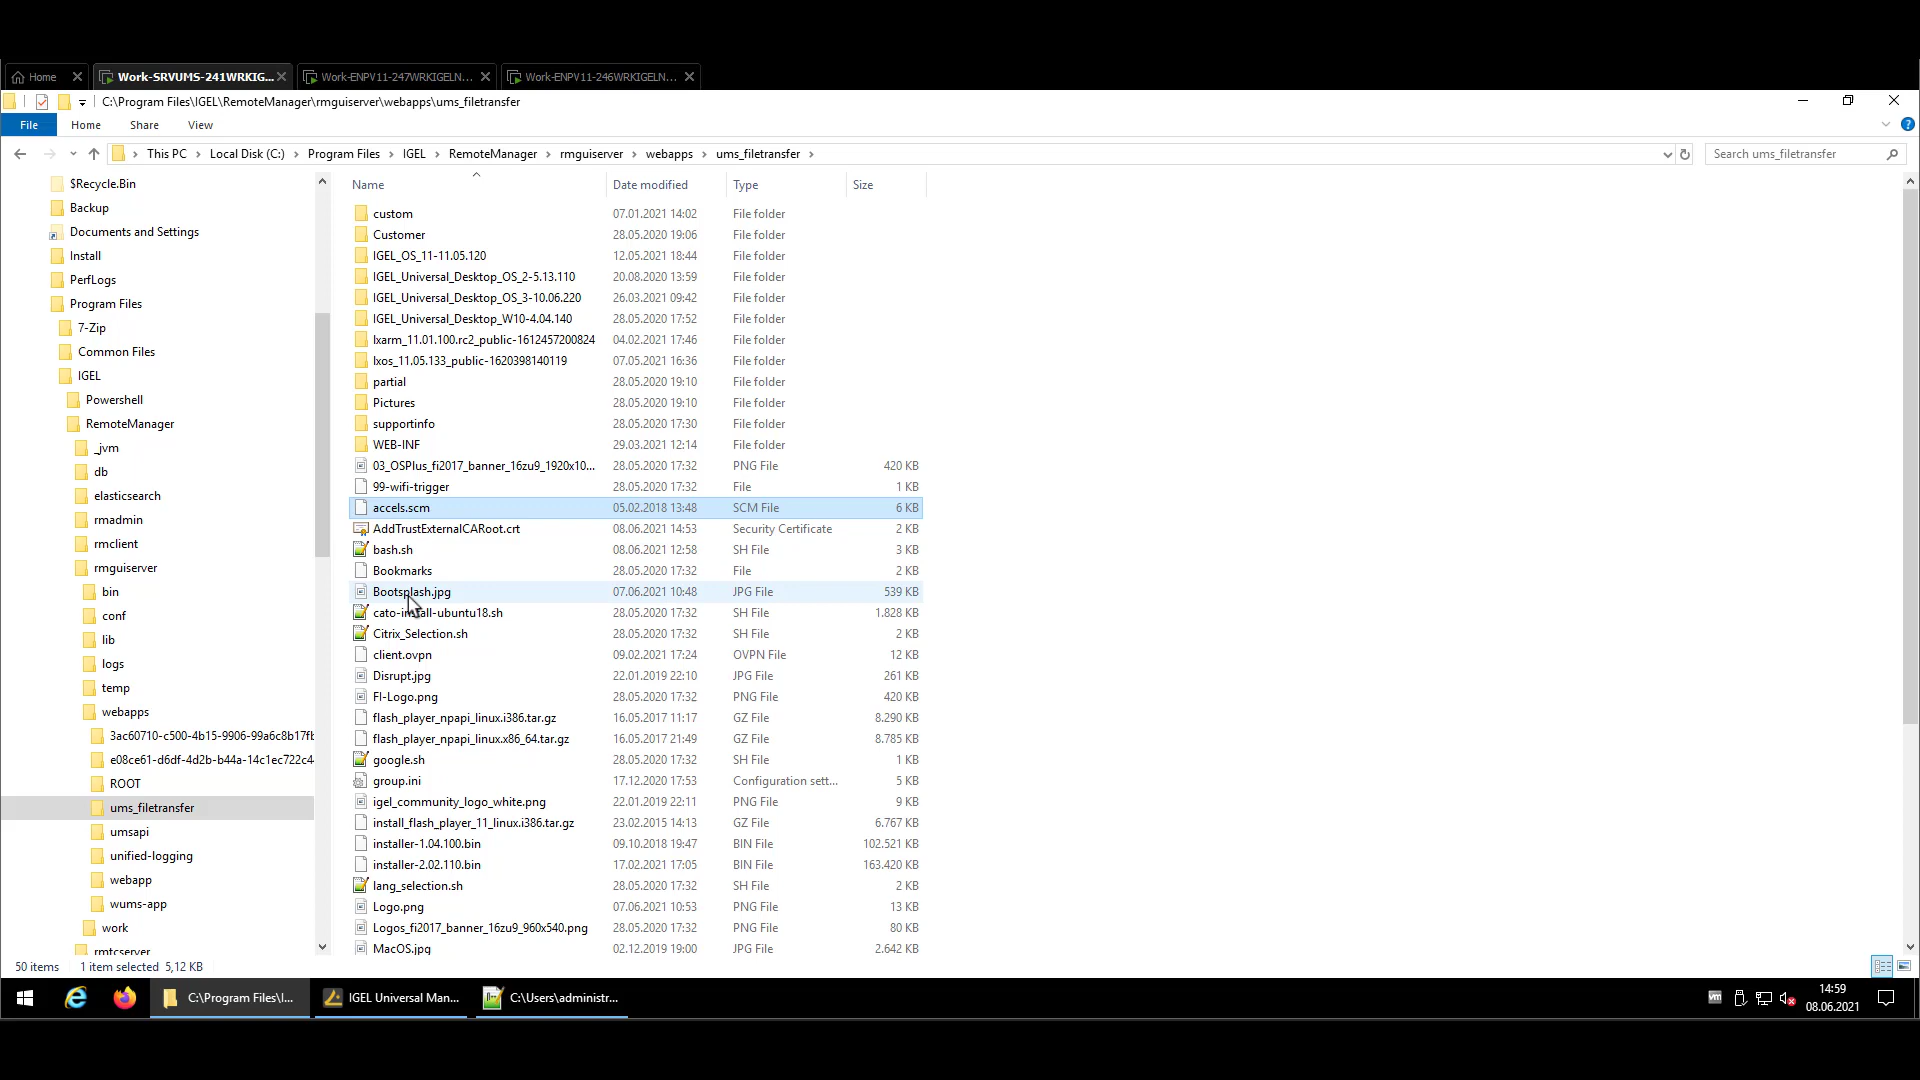 Home
Work-SRVUMS-241WRKIGEL...
Work-ENPV11-247WRKIGELN...
Work-ENPV11-246WRKIGELN...
C:\Program Files\IGEL\RemoteManager\rmguiserver\webapps\ums_filetransfer
File Home Share View
This PC > Local Disk (C:) > Program Files > IGEL > RemoteManager > rmguiserver > webapps > ums_filetransfer >
Search ums_filetransfer
$Recycle.Bin
Backup
Documents and Settings
Install
PerfLogs
Program Files
7-Zip
Common Files
IGEL
Powershell
RemoteManager
_jvm
db
elasticsearch
rmadmin
rmclient
rmguiserver
bin
conf
lib
logs
temp
webapps
3ac60710-c500-4b15-9906-99a6c8b17fb
e08ce61-d6df-4d2b-b44a-14c1ec722c4
ROOT
ums_filetransfer
umsapi
unified-logging
webapp
wums-app
work
rmtcserver
Name Date modified Type Size
custom 07.01.2021 14:02 File folder
Customer 28.05.2020 19:06 File folder
IGEL_OS_11-11.05.120 12.05.2021 18:44 File folder
IGEL_Universal_Desktop_OS_2-5.13.110 20.08.2020 13:59 File folder
IGEL_Universal_Desktop_OS_3-10.06.220 26.03.2021 09:42 File folder
IGEL_Universal_Desktop_W10-4.04.140 28.05.2020 17:52 File folder
lxarm_11.01.100.rc2_public-1612457200824 04.02.2021 17:46 File folder
lxos_11.05.133_public-1620398140119 07.05.2021 16:36 File folder
partial 28.05.2020 19:10 File folder
Pictures 28.05.2020 19:10 File folder
supportinfo 28.05.2020 17:30 File folder
WEB-INF 29.03.2021 12:14 File folder
03_OSPlus_fi2017_banner_16zu9_1920x10... 28.05.2020 17:32 PNG File 420 KB
99-wifi-trigger 28.05.2020 17:32 File 1 KB
accels.scm 05.02.2018 13:48 SCM File 6 KB
AddTrustExternalCARoot.crt 08.06.2021 14:53 Security Certificate 2 KB
bash.sh 08.06.2021 12:58 SH File 3 KB
Bookmarks 28.05.2020 17:32 File 2 KB
Bootsplash.jpg 07.06.2021 10:48 JPG File 539 KB
cato-install-ubuntu18.sh 28.05.2020 17:32 SH File 1.828 KB
Citrix_Selection.sh 28.05.2020 17:32 SH File 2 KB
client.ovpn 09.02.2021 17:24 OVPN File 12 KB
Disrupt.jpg 22.01.2019 22:10 JPG File 261 KB
FI-Logo.png 28.05.2020 17:32 PNG File 420 KB
flash_player_npapi_linux.i386.tar.gz 16.05.2017 11:17 GZ File 8.290 KB
flash_player_npapi_linux.x86_64.tar.gz 16.05.2017 21:49 GZ File 8.785 KB
google.sh 28.05.2020 17:32 SH File 1 KB
group.ini 17.12.2020 17:53 Configuration sett... 5 KB
igel_community_logo_white.png 22.01.2019 22:11 PNG File 9 KB
install_flash_player_11_linux.i386.tar.gz 23.02.2015 14:13 GZ File 6.767 KB
installer-1.04.100.bin 09.10.2018 19:47 BIN File 102.521 KB
installer-2.02.110.bin 17.02.2021 17:05 BIN File 163.420 KB
lang_selection.sh 28.05.2020 17:32 SH File 2 KB
Logo.png 07.06.2021 10:53 PNG File 13 KB
Logos_fi2017_banner_16zu9_960x540.png 28.05.2020 17:32 PNG File 80 KB
MacOS.jpg 02.12.2019 19:00 JPG File 2.642 KB
50 items 1 item selected 5,12 KB
C:\Program Files\I...
IGEL Universal Man...
C:\Users\administr...
vm
14:59
08.06.2021